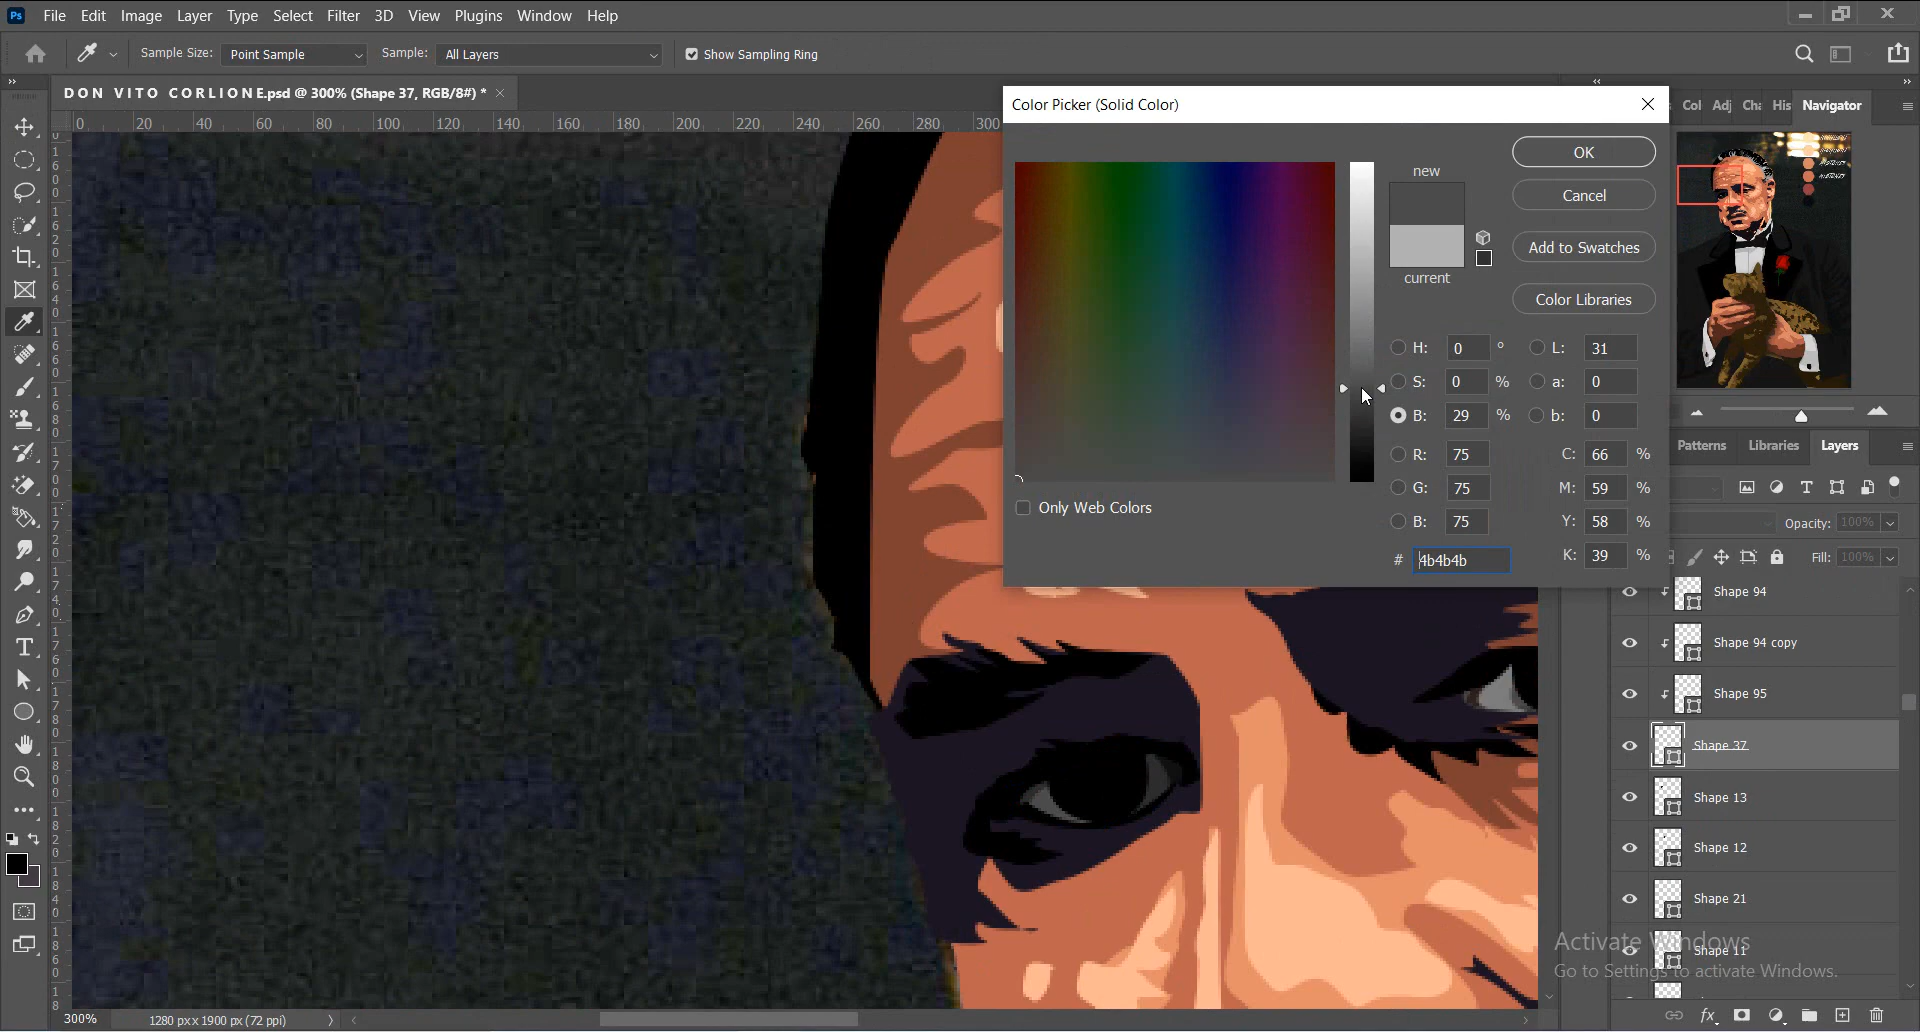 Ps File Edit Image Layer Type Select Filter 3D View Plugins Window Help
Sample Size: Point Sample Sample: All Layers Show Sampling Ring
DON VITO CORLIONE.psd @ 300% (Shape 37, RGB/8#) *
Color Picker (Solid Color)
Col Adj Cha His Navigator
0 20 40 60 80 100 120 140 160 180 200 220 240 260 280 300
new
current
OK
Cancel
Add to Swatches
Color Libraries
H: 0 ° L: 31
S: 0 % a: 0
B: 29 % b: 0
R: 75 C: 66 %
G: 75 M: 59 %
B: 75 Y: 58 %
# 4b4b4b K: 39 %
Only Web Colors
Patterns Libraries Layers
Opacity: 100%
Fill: 100%
Shape 94
Shape 94 copy
Shape 95
Shape 37
Shape 13
Shape 12
Shape 21
Shape 11
Activate Windows
Go to Settings to activate Windows.
300% 1280 px x 1900 px (72 ppi)